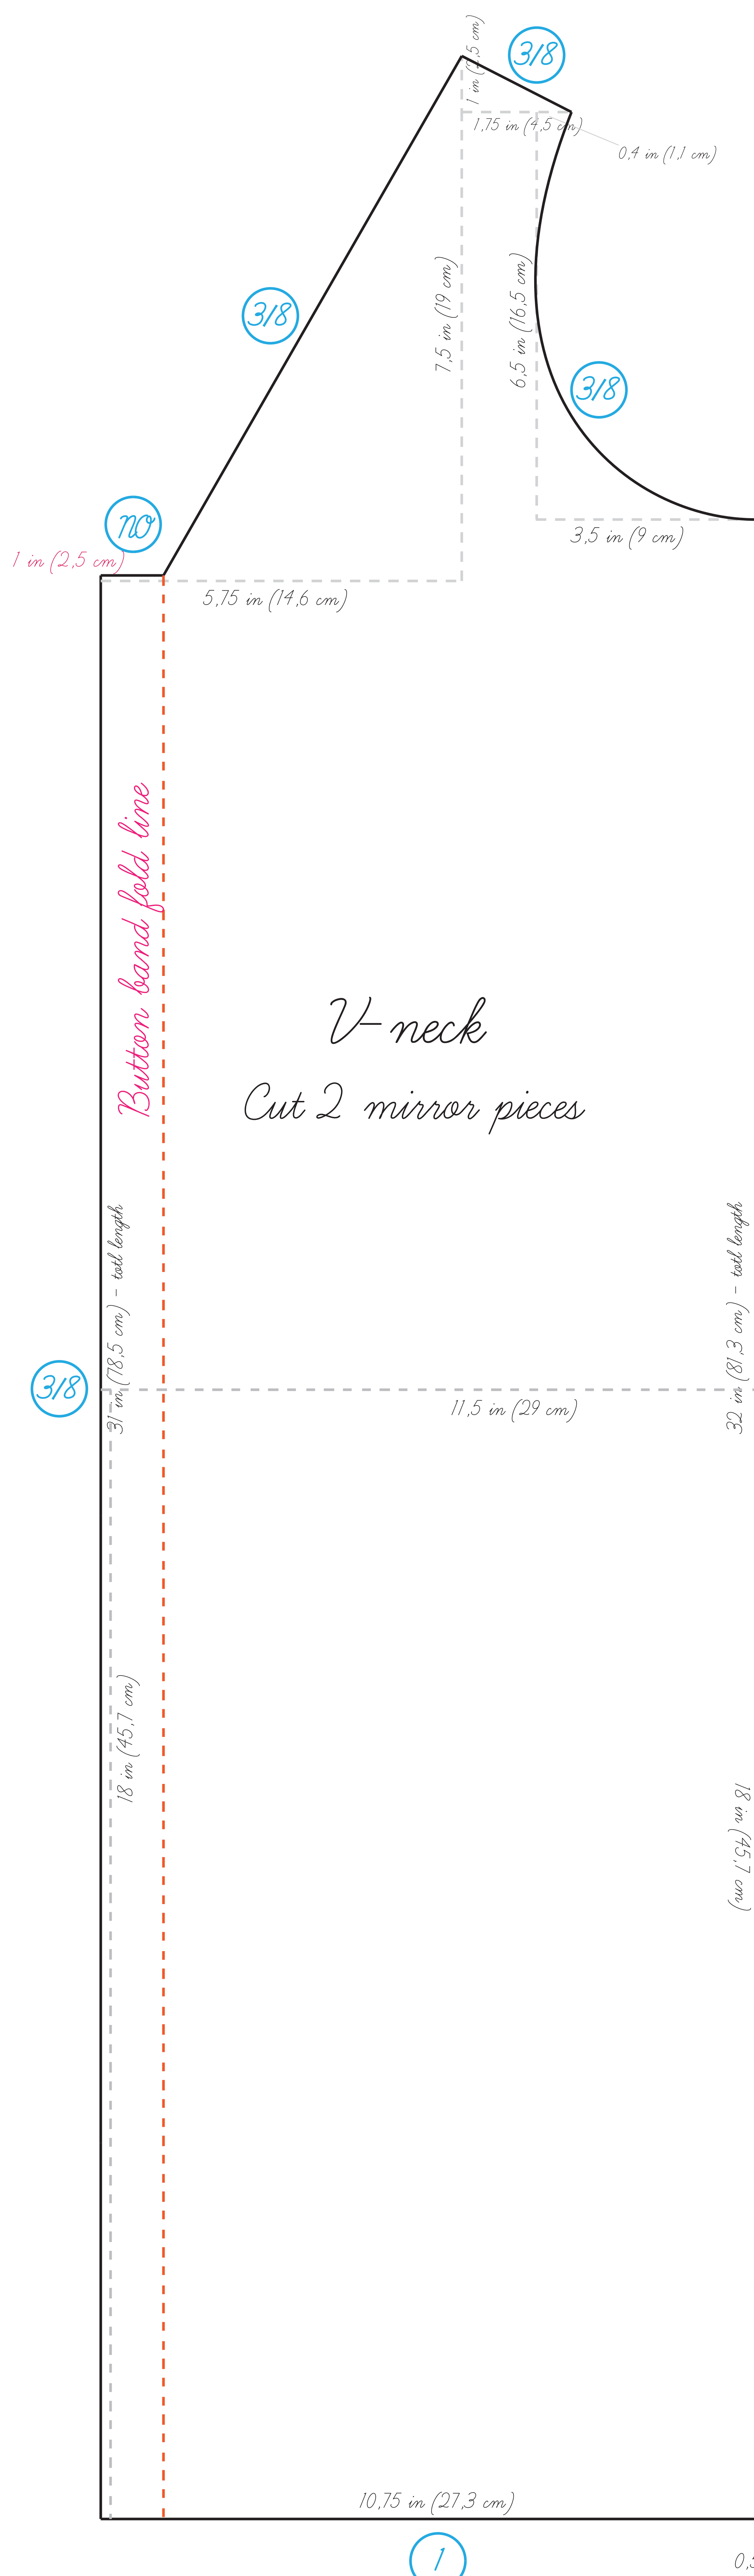 1 in (2,5 cm)
3/8
1,75 in (4,5 cm)
0,4 in (1,1 cm)
7,5 in (19 cm)
6,5 in (16,5 cm)
3/8
3/8
no
1 in (2,5 cm)
3,5 in (9 cm)
5,75 in (14,6 cm)
Button band fold line
V-neck
Cut 2 mirror pieces
31 in (78,5 cm) - totl length
32 in (81,3 cm) - totl length
3/8
11,5 in (29 cm)
18 in (45,7 cm)
18 in (45,7 cm)
10,75 in (27,3 cm)
1